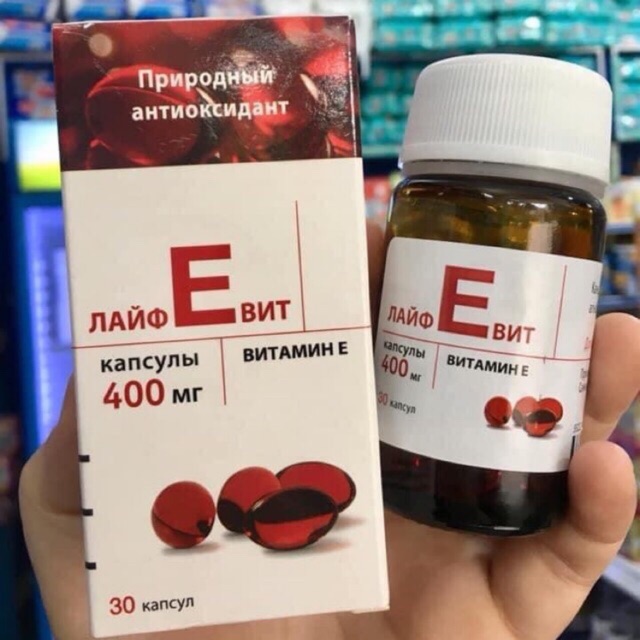 Природный
антиоксидант
ЛАЙФ Е ВИТ
капсулы
400 мг
ВИТАМИН Е
30 капсул
ЛАЙФ Е ВИТ
капсулы
400 мг
ВИТАМИН Е
30 капсул